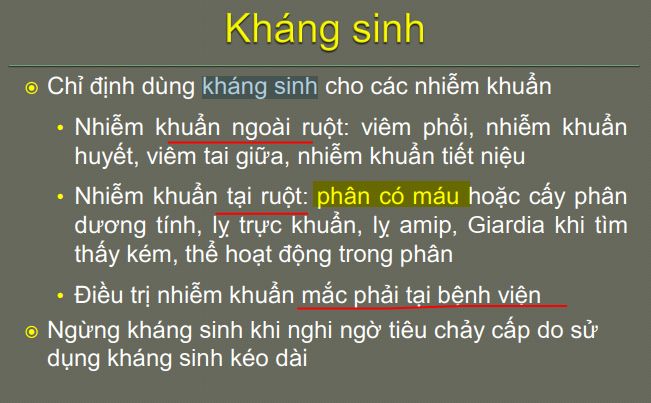 Kháng sinh
Chỉ định dùng kháng sinh cho các nhiễm khuẩn
Nhiễm khuẩn ngoài ruột: viêm phổi, nhiễm khuẩn
huyết, viêm tai giữa, nhiễm khuẩn tiết niệu
Nhiễm khuẩn tại ruột: phân có máu hoặc cấy phân
dương tính, lỵ trực khuẩn, lỵ amip, Giardia khi tìm
thấy kém, thể hoạt động trong phân
Điều trị nhiễm khuẩn mắc phải tại bệnh viện
Ngừng kháng sinh khi nghi ngờ tiêu chảy cấp do sử
dụng kháng sinh kéo dài